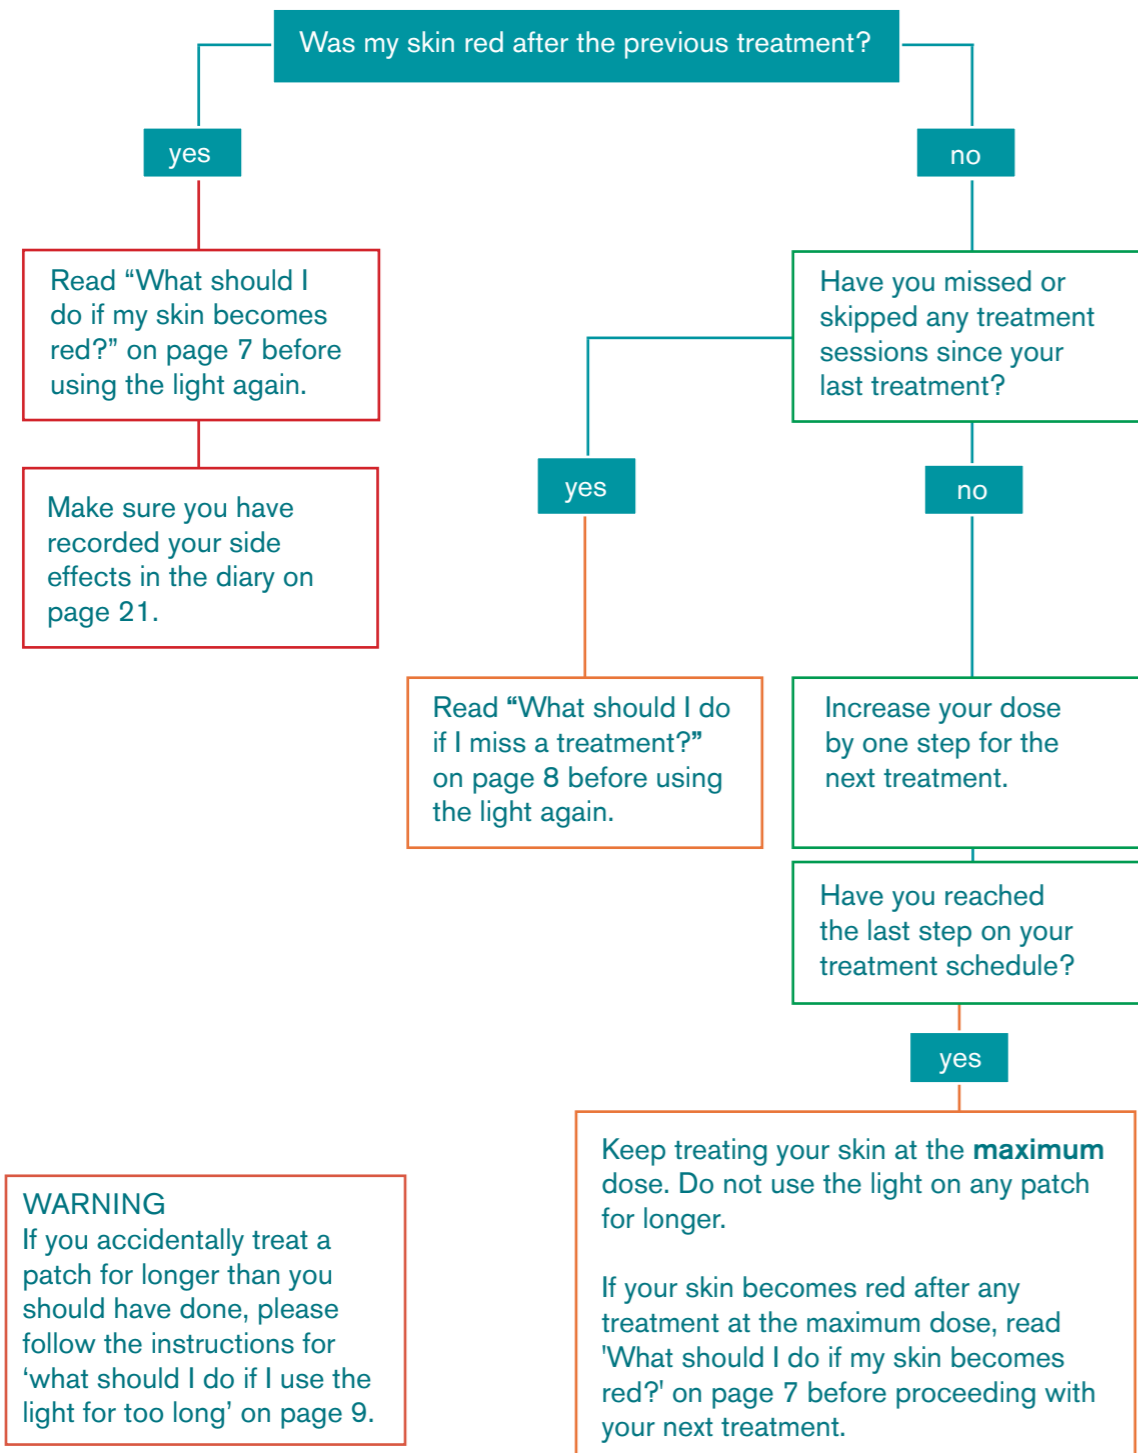 Was my skin red after the previous treatment?
yes
no
Read “What should I
do if my skin becomes
red?” on page 7 before
using the light again.
Have you missed or
skipped any treatment
sessions since your
last treatment?
Make sure you have
recorded your side
effects in the diary on
page 21.
yes
no
Read “What should I do
if I miss a treatment?”
on page 8 before using
the light again.
Increase your dose
by one step for the
next treatment.
Have you reached
the last step on your
treatment schedule?
yes
Keep treating your skin at the maximum
dose. Do not use the light on any patch
for longer.
If your skin becomes red after any
treatment at the maximum dose, read
'What should I do if my skin becomes
red?' on page 7 before proceeding with
your next treatment.
WARNING
If you accidentally treat a
patch for longer than you
should have done, please
follow the instructions for
‘what should I do if I use the
light for too long’ on page 9.